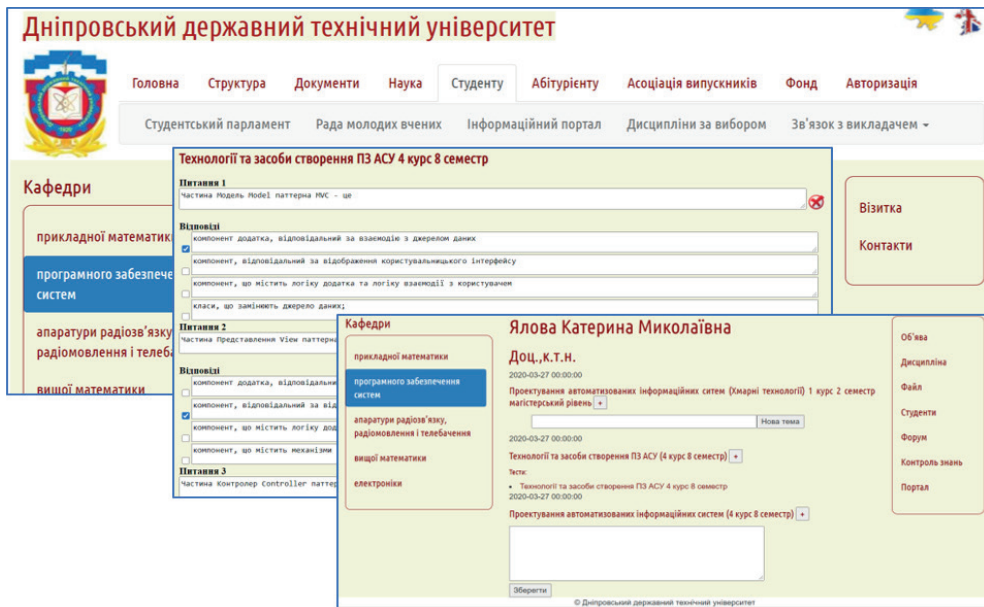 Дніпровський державний технічний університет
Головна Структура Документи Наука Студенту Абітурієнту Асоціація випускників Фонд Авторизація
Студентський парламент Рада молодих вчених Інформаційний портал Дисципліни за вибором Зв'язок з викладачем
Кафедри
прикладної математик
програмного забезпече
систем
апаратури радіозв'язку
радіомовлення і телеба
вищої математики
Візитка
Контакти
Технології та засоби створення ПЗ АСУ 4 курс 8 семестр
Питання 1
Частина Модель Model паттерна MVC - це
Відповіді
компонент додатка, відповідальний за взаємодію з джерелом даних
компонент, відповідальний за відображення користувальницького інтерфейсу
компонент, що містить логіку додатка та логіку взаємодії з користувачем
класи, що замінюють джерело даних;
Питання 2
Частина Представлення View паттерна
Відповіді
компонент додатка, відповідальни
компонент, відповідальний за від
компонент, що містить логіку дод
компонент, що містить механізми
Питання 3
Частина Контролер Controller паттер
Кафедри
прикладної математики
програмного забезпечення
систем
апаратури радіозв'язку,
радіомовлення і телебачення
вищої математики
електроніки
Ялова Катерина Миколаївна
Доц.,к.т.н.
2020-03-27 00:00:00
Проектування автоматизованих інформаційних ситем (Хмарні технології) 1 курс 2 семестр
магістерський рівень +
Нова тема
2020-03-27 00:00:00
Технології та засоби створення ПЗ АСУ (4 курс 8 семестр) +
Тести:
Технології та засоби створення ПЗ АСУ 4 курс 8 семестр
2020-03-27 00:00:00
Проектування автоматизованих інформаційних систем (4 курс 8 семестр) +
Зберегти
Об'ява
Дисципліна
Файл
Студенти
Форум
Контроль знань
Портал
© Дніпровський державний технічний університет